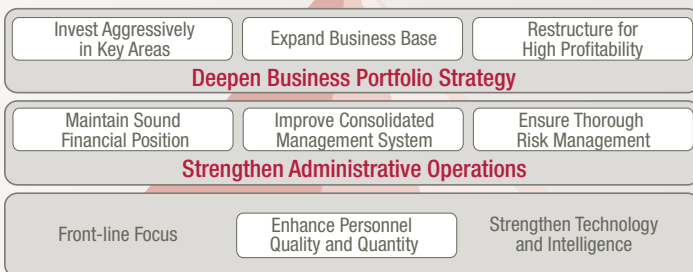 Invest Aggressively
in Key Areas
Expand Business Base
Restructure for
High Profitability
Deepen Business Portfolio Strategy
Maintain Sound
Financial Position
Improve Consolidated
Management System
Ensure Thorough
Risk Management
Strengthen Administrative Operations
Front-line Focus
Enhance Personnel
Quality and Quantity
Strengthen Technology
and Intelligence